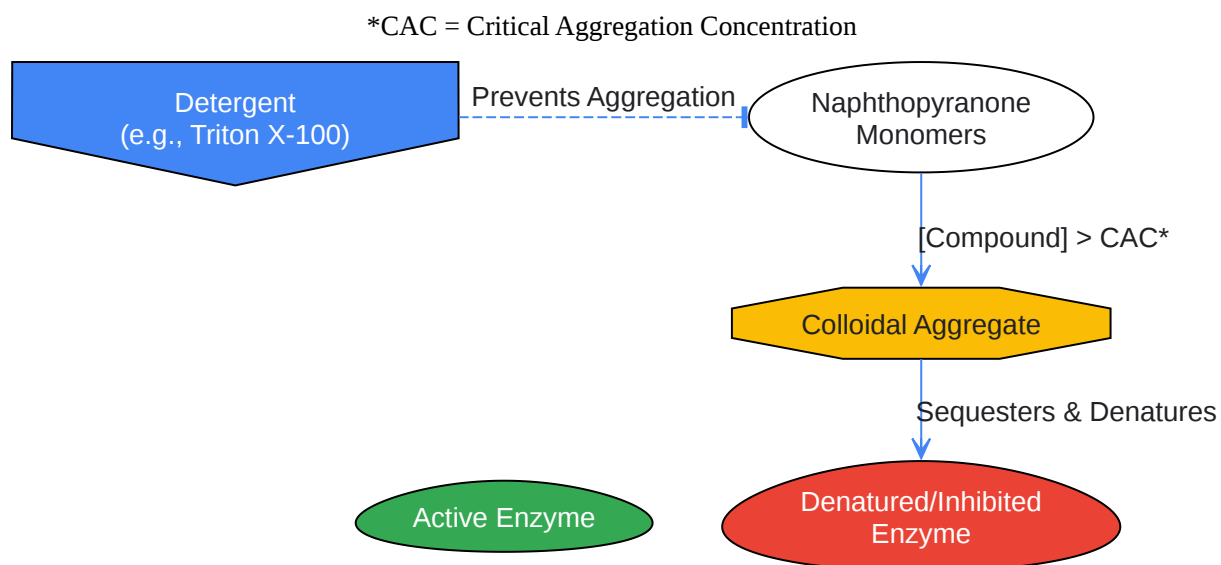 *CAC = Critical Aggregation Concentration
Detergent
(e.g., Triton X-100)
Prevents Aggregation
Naphthopyranone
Monomers
[Compound] > CAC*
Colloidal Aggregate
Sequesters & Denatures
Active Enzyme
Denatured/Inhibited
Enzyme